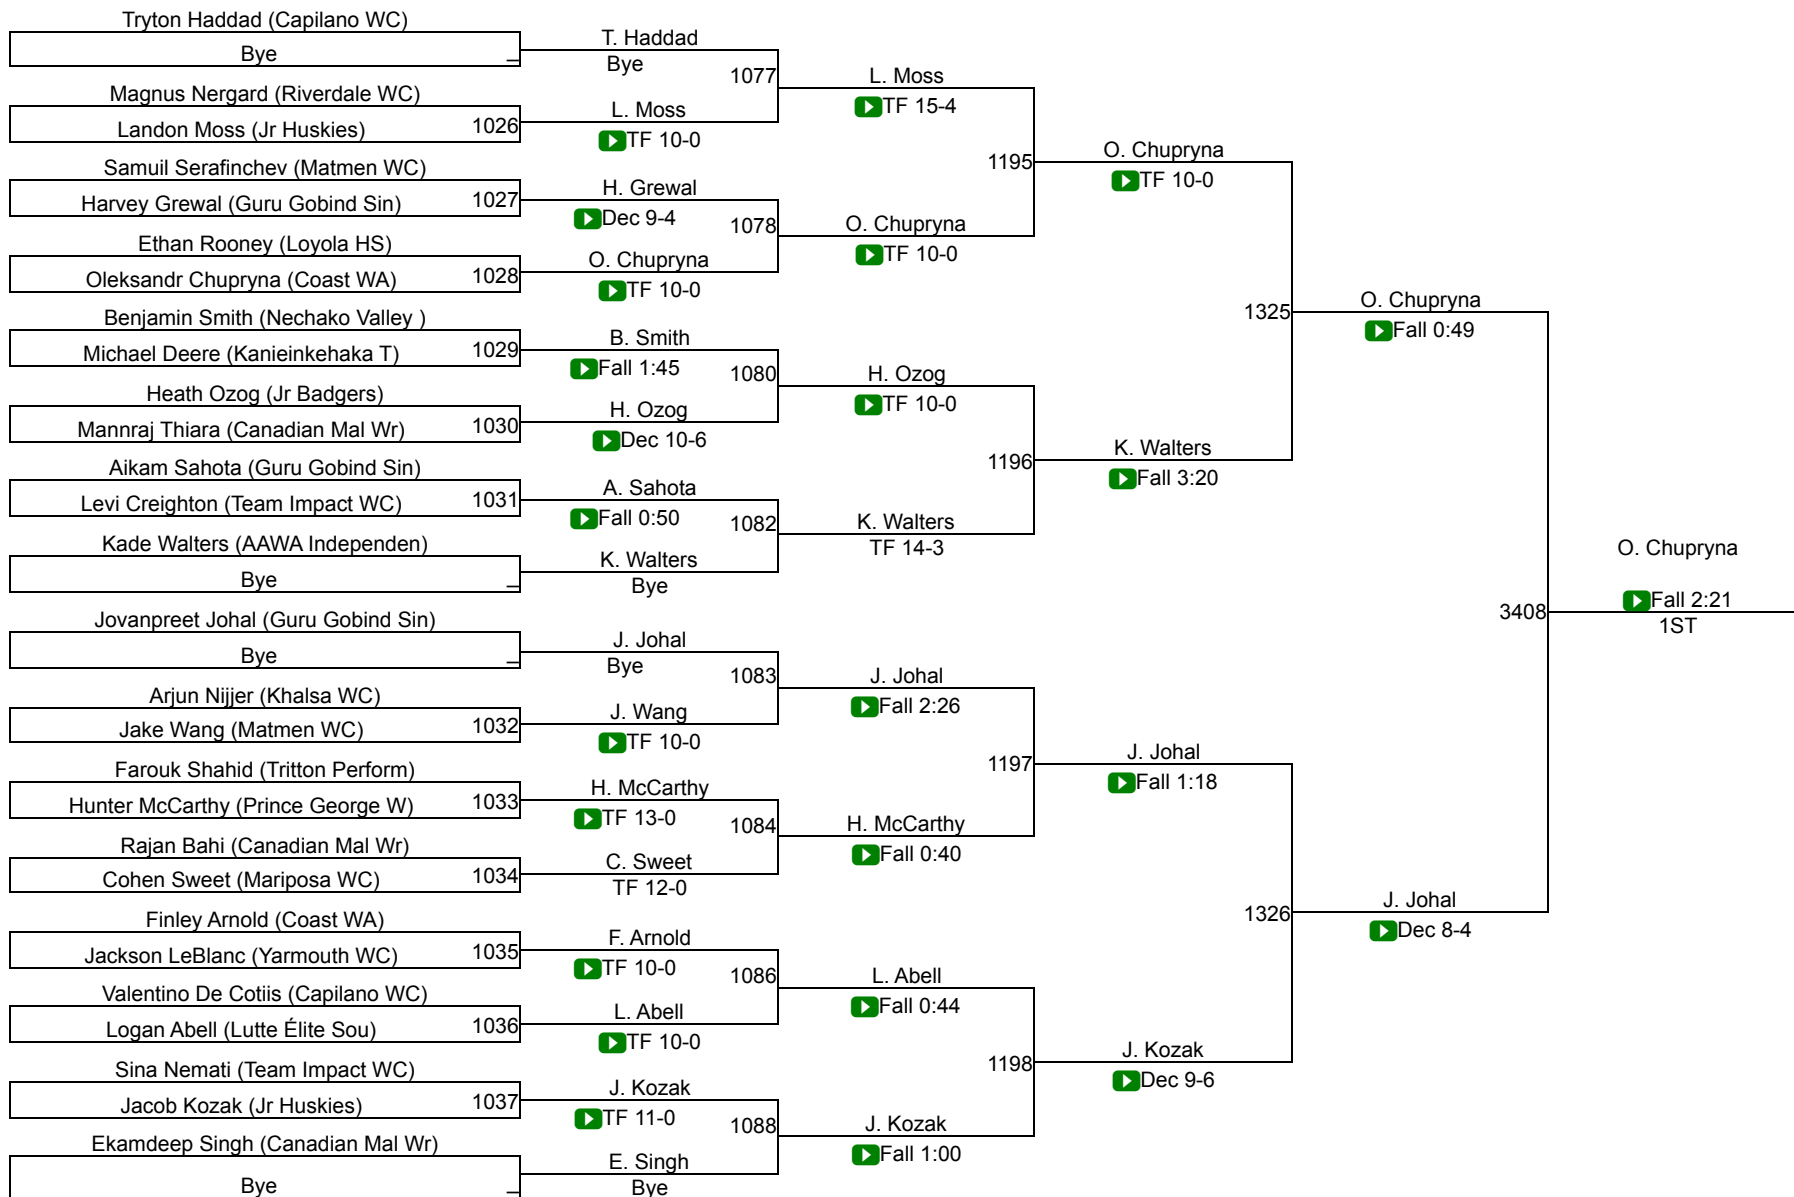 Tryton Haddad (Capilano WC)
Bye
Magnus Nergard (Riverdale WC)
Landon Moss (Jr Huskies) 1026
Samuil Serafinchev (Matmen WC)
Harvey Grewal (Guru Gobind Sin) 1027
Ethan Rooney (Loyola HS)
Oleksandr Chupryna (Coast WA) 1028
Benjamin Smith (Nechako Valley )
Michael Deere (Kanieinkehaka T) 1029
Heath Ozog (Jr Badgers)
Mannraj Thiara (Canadian Mal Wr) 1030
Aikam Sahota (Guru Gobind Sin)
Levi Creighton (Team Impact WC) 1031
Kade Walters (AAWA Independen)
Bye
Jovanpreet Johal (Guru Gobind Sin)
Bye
Arjun Nijjer (Khalsa WC)
Jake Wang (Matmen WC) 1032
Farouk Shahid (Tritton Perform)
Hunter McCarthy (Prince George W) 1033
Rajan Bahi (Canadian Mal Wr)
Cohen Sweet (Mariposa WC) 1034
Finley Arnold (Coast WA)
Jackson LeBlanc (Yarmouth WC) 1035
Valentino De Cotiis (Capilano WC)
Logan Abell (Lutte Élite Sou) 1036
Sina Nemati (Team Impact WC)
Jacob Kozak (Jr Huskies) 1037
Ekamdeep Singh (Canadian Mal Wr)
Bye
T. Haddad
Bye
1077
L. Moss
TF 10-0
H. Grewal
Dec 9-4
1078
O. Chupryna
TF 10-0
B. Smith
Fall 1:45
1080
H. Ozog
Dec 10-6
A. Sahota
Fall 0:50
1082
K. Walters
Bye
J. Johal
Bye
1083
J. Wang
TF 10-0
H. McCarthy
TF 13-0
1084
C. Sweet
TF 12-0
F. Arnold
TF 10-0
1086
L. Abell
TF 10-0
J. Kozak
TF 11-0
1088
E. Singh
Bye
L. Moss
TF 15-4
1195
O. Chupryna
TF 10-0
H. Ozog
TF 10-0
1196
K. Walters
TF 14-3
J. Johal
Fall 2:26
1197
H. McCarthy
Fall 0:40
L. Abell
Fall 0:44
1198
J. Kozak
Fall 1:00
O. Chupryna
TF 10-0
1325
K. Walters
Fall 3:20
J. Johal
Fall 1:18
1326
J. Kozak
Dec 9-6
O. Chupryna
Fall 0:49
3408
J. Johal
Dec 8-4
O. Chupryna
Fall 2:21
1ST